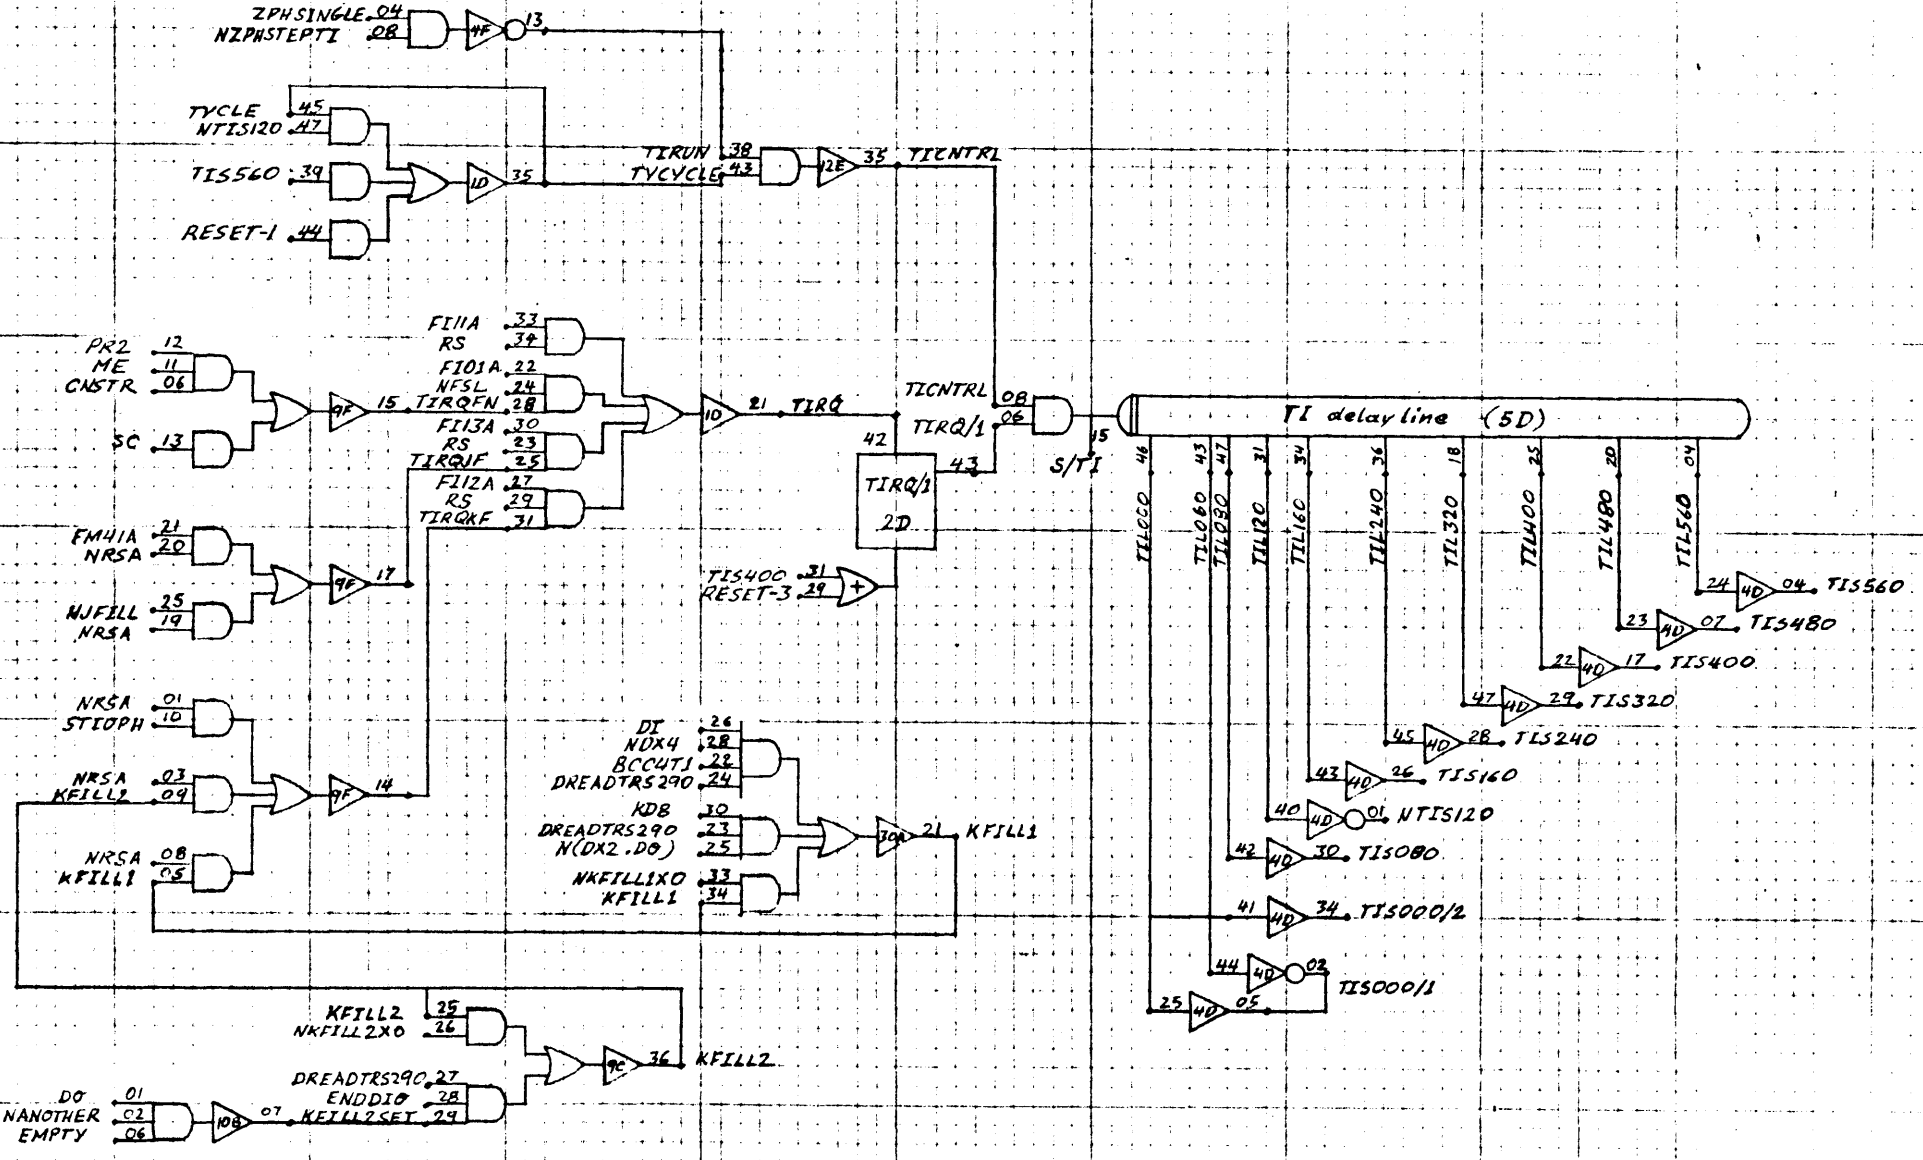 ZPHSINGLE 04
NZPHSTEPTI 08
4F 13
TYCLE 45
NTIS120 47
TIS560 39
1D 35
RESET-1 44
TIRUN 38
TYCYCLE 43
12E 35 TICNTRL
PR2 12
ME 11
CNSTR 06
SC 13
9F 15
FI11A 33
RS 34
FI01A 22
NFSL 24
TIRQFN 28
FI13A 30
RS 23
TIRQ1F 25
FI12A 27
RS 29
TIRQKF 31
1D 21 TIRQ
42
TIRQ/1
2D
43
TICNTRL 08
TIRQ/1 06
15
S/TI
TI delay line (5D)
46 43 47 31 34 36 18 25 20 04
TIL000 TIL060 TIL080 TIL120 TIL160 TIL240 TIL320 TIL400 TIL480 TIL560
FM41A 21
NRSA 20
NJFILL 25
NRSA 19
9F 17
TIS400 31
RESET-3 29
+
24 4D 04 TIS560
23 4D 07 TIS480
22 4D 17 TIS400
47 4D 29 TIS320
45 4D 28 TIS240
43 4D 26 TIS160
40 4D 01 NTIS120
42 4D 30 TIS080
41 4D 34 TIS000/2
44 4D 02
TIS000/1
25 4D 05
NRSA 01
STIOPH 10
NRSA 03
KFILL2 09
NRSA 08
KFILL1 05
9F 14
DI 26
NDX4 28
BCC4T1 22
DREADTRS290 24
KDB 30
DREADTRS290 23
N(DX2.DO) 25
NKFILL1X0 33
KFILL1 34
30A 21 KFILL1
KFILL2 25
NKFILL2X0 26
DREADTRS290 27
ENDDIO 28
KFILL2SET 29
9C 36 KFILL2
DO 01
NANOTHER 02
EMPTY 06
10B 07